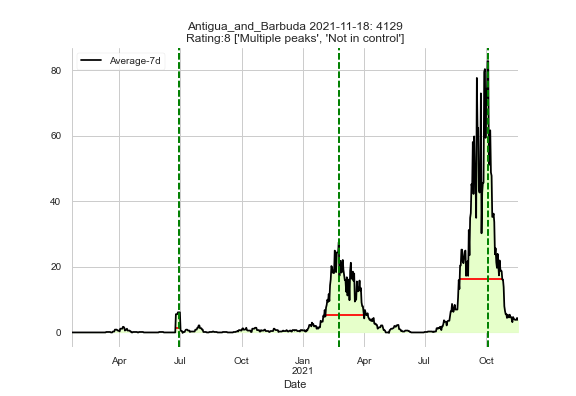 Antigua_and_Barbuda 2021-11-18: 4129
Rating:8 ['Multiple peaks', 'Not in control']
Average-7d
80
60
40
20
0
Apr Jul Oct Jan Apr Jul Oct
2021
Date